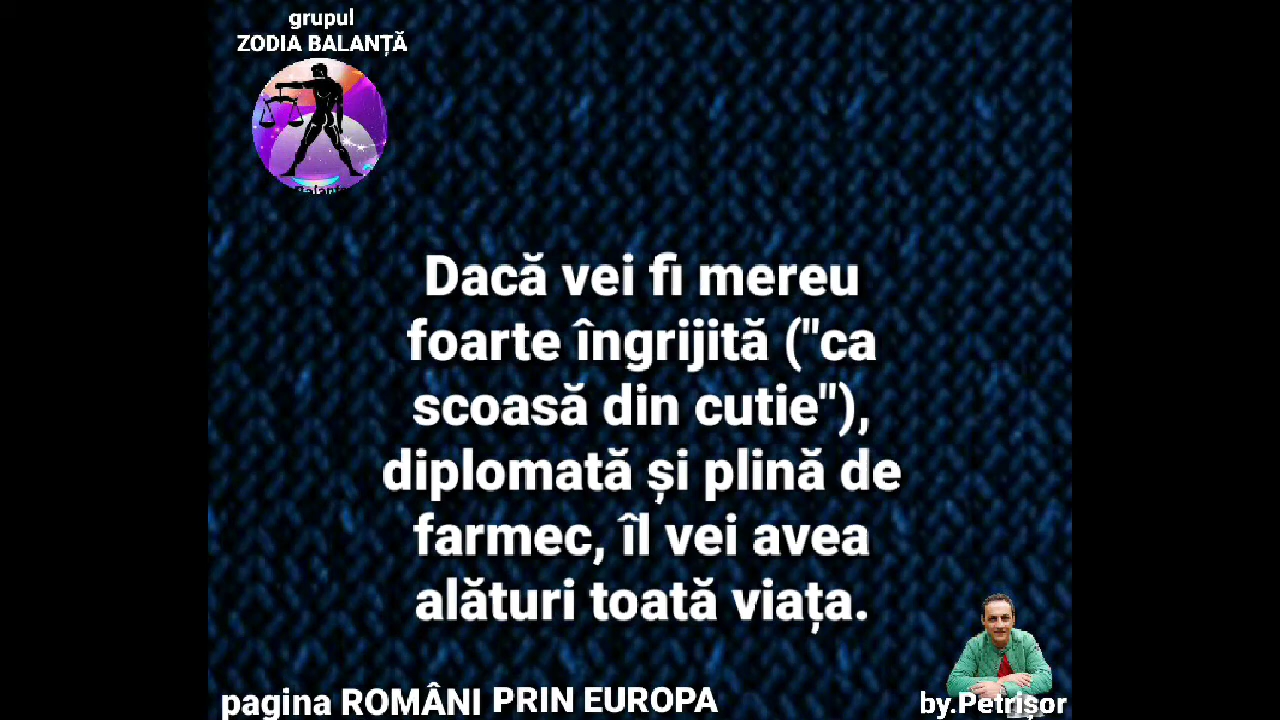 grupul
ZODIA BALANȚĂ
Dacă vei fi mereu
foarte îngrijită ("ca
scoasă din cutie"),
diplomată și plină de
farmec, îl vei avea
alături toată viața.
pagina ROMÂNI PRIN EUROPA
by.Petrișor